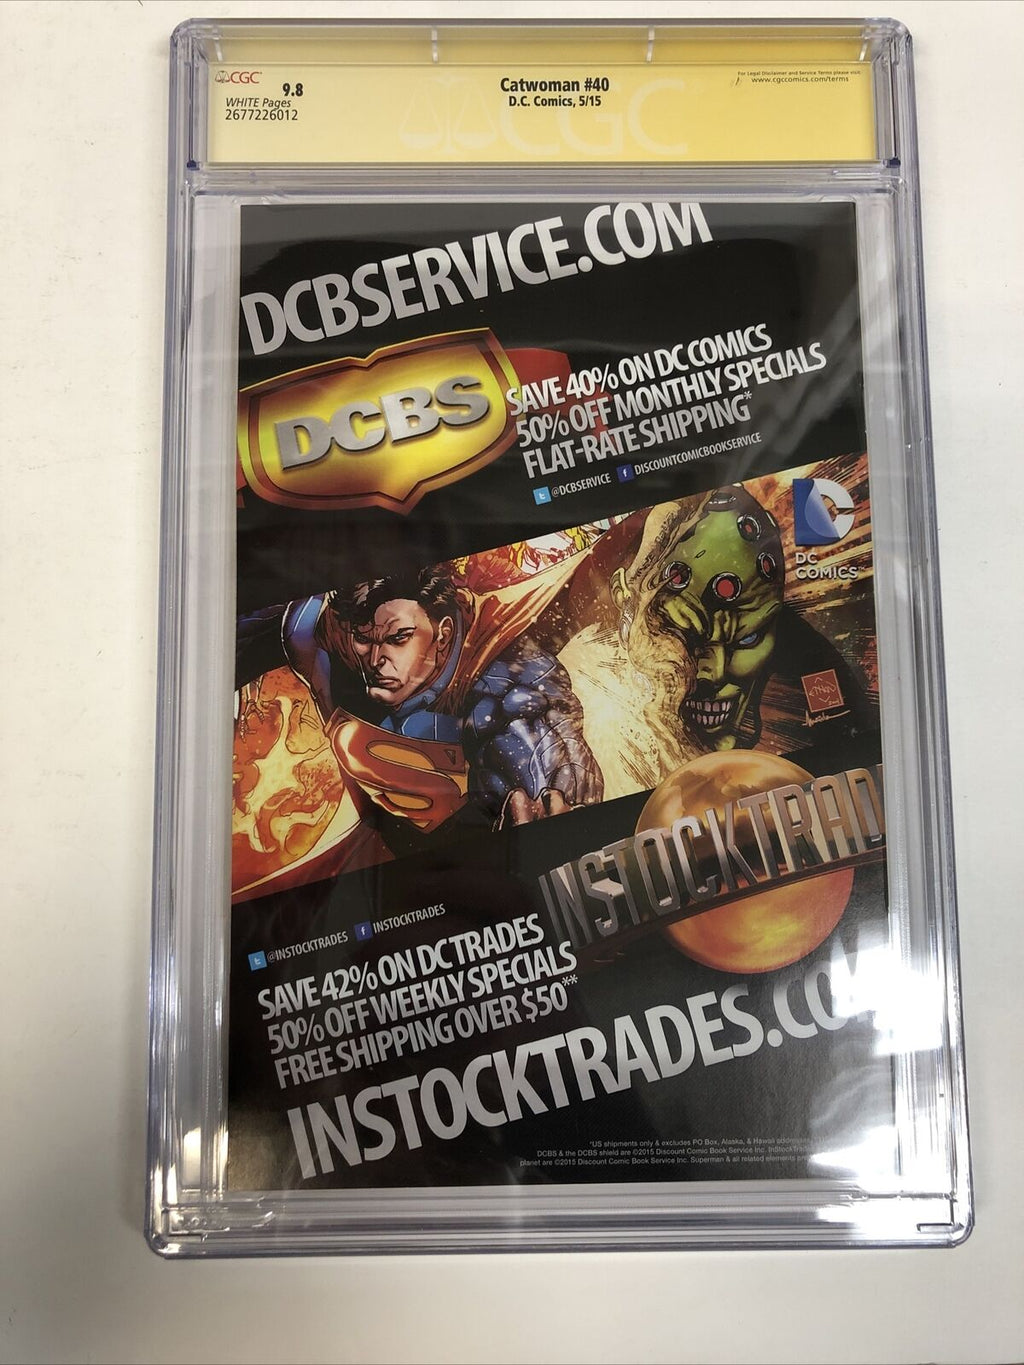 CGC
9.8
WHITE Pages
2677226012
Catwoman #40
D.C. Comics, 5/15
For Legal Disclaimer and Service Terms please visit:
www.cgccomics.com/terms
CGC
DCBSERVICE.COM
DCBS
SAVE 40% ON DC COMICS
50% OFF MONTHLY SPECIALS
FLAT-RATE SHIPPING*
@DCBSERVICE
DISCOUNTCOMICBOOKSERVICE
DC
COMICS™
ETHAN
INSTOCKTRAD
@INSTOCKTRADES
INSTOCKTRADES
SAVE 42% ON DC TRADES
50% OFF WEEKLY SPECIALS
FREE SHIPPING OVER $50**
INSTOCKTRADES.CO
*US shipments only & excludes PO Box, Alaska, & Hawaii
DCBS & the DCBS shield are ©2015 Discount Comic Book Service Inc.
planet are ©2015 Discount Comic Book Service Inc. Superman & all related elements